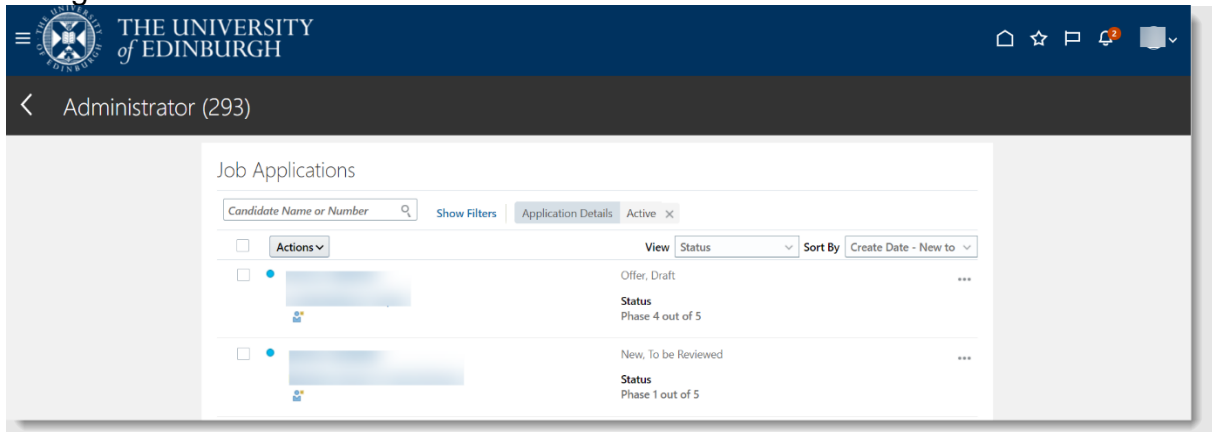 THE UNIVERSITY
of EDINBURGH
2
Administrator (293)
Job Applications
Candidate Name or Number Show Filters Application Details Active
Actions View Status Sort By Create Date - New to
Offer, Draft
Status
Phase 4 out of 5
New, To be Reviewed
Status
Phase 1 out of 5